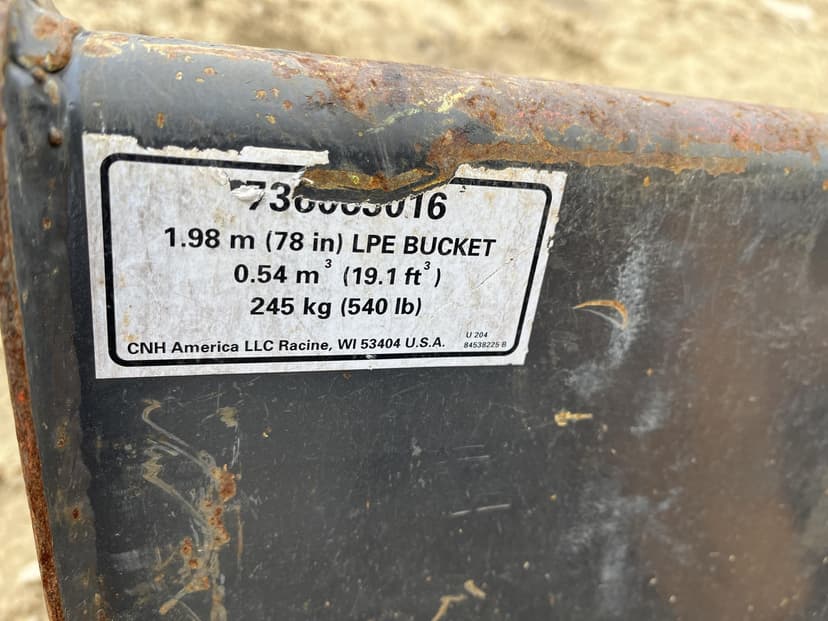 1.98 m (78 in) LPE BUCKET
0.54 m³ (19.1 ft³)
245 kg (540 lb)
U 204
CNH America LLC Racine, WI 53404 U.S.A. 84538225 B